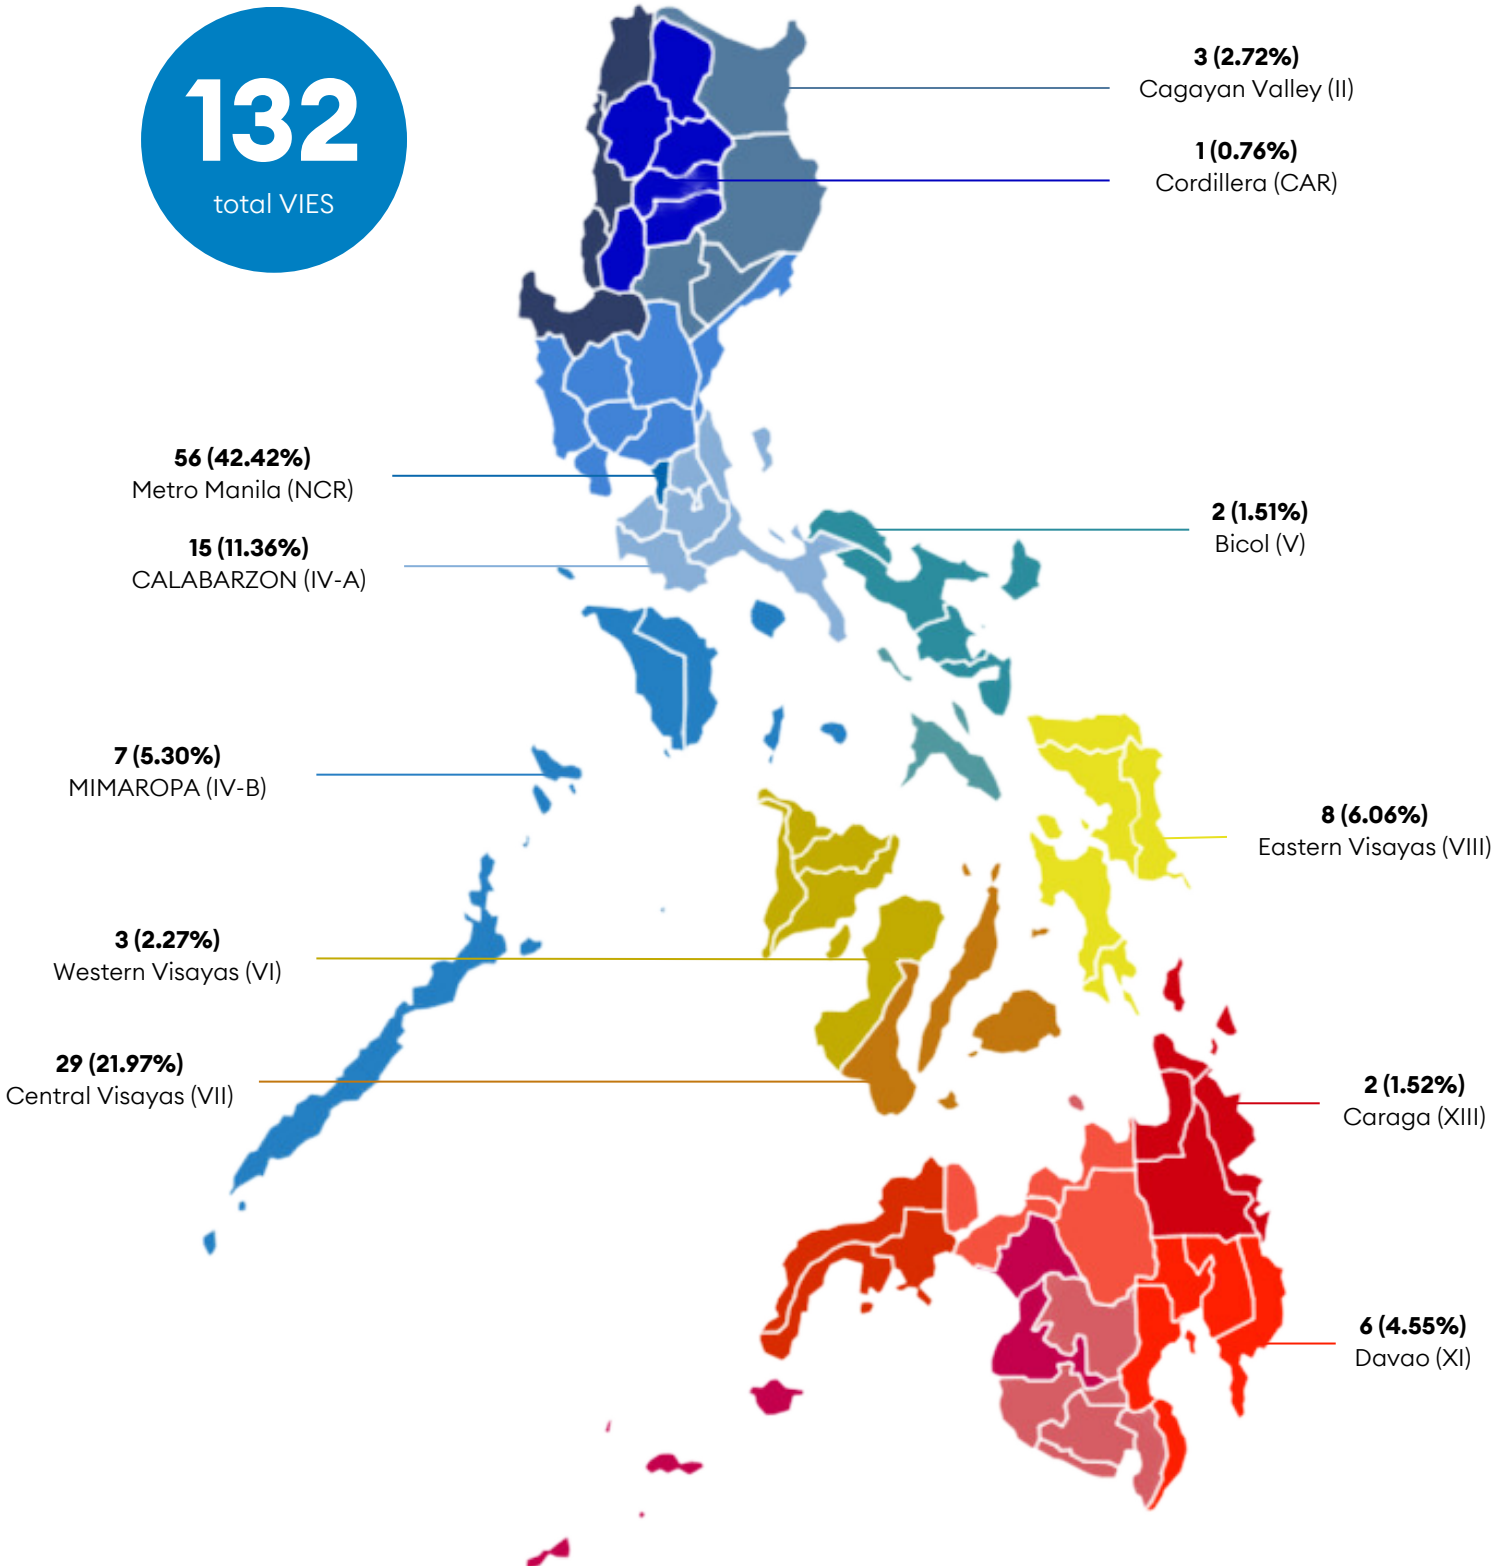 132
total VIES
3 (2.72%)
Cagayan Valley (II)
1 (0.76%)
Cordillera (CAR)
56 (42.42%)
Metro Manila (NCR)
15 (11.36%)
CALABARZON (IV-A)
2 (1.51%)
Bicol (V)
7 (5.30%)
MIMAROPA (IV-B)
8 (6.06%)
Eastern Visayas (VIII)
3 (2.27%)
Western Visayas (VI)
29 (21.97%)
Central Visayas (VII)
2 (1.52%)
Caraga (XIII)
6 (4.55%)
Davao (XI)